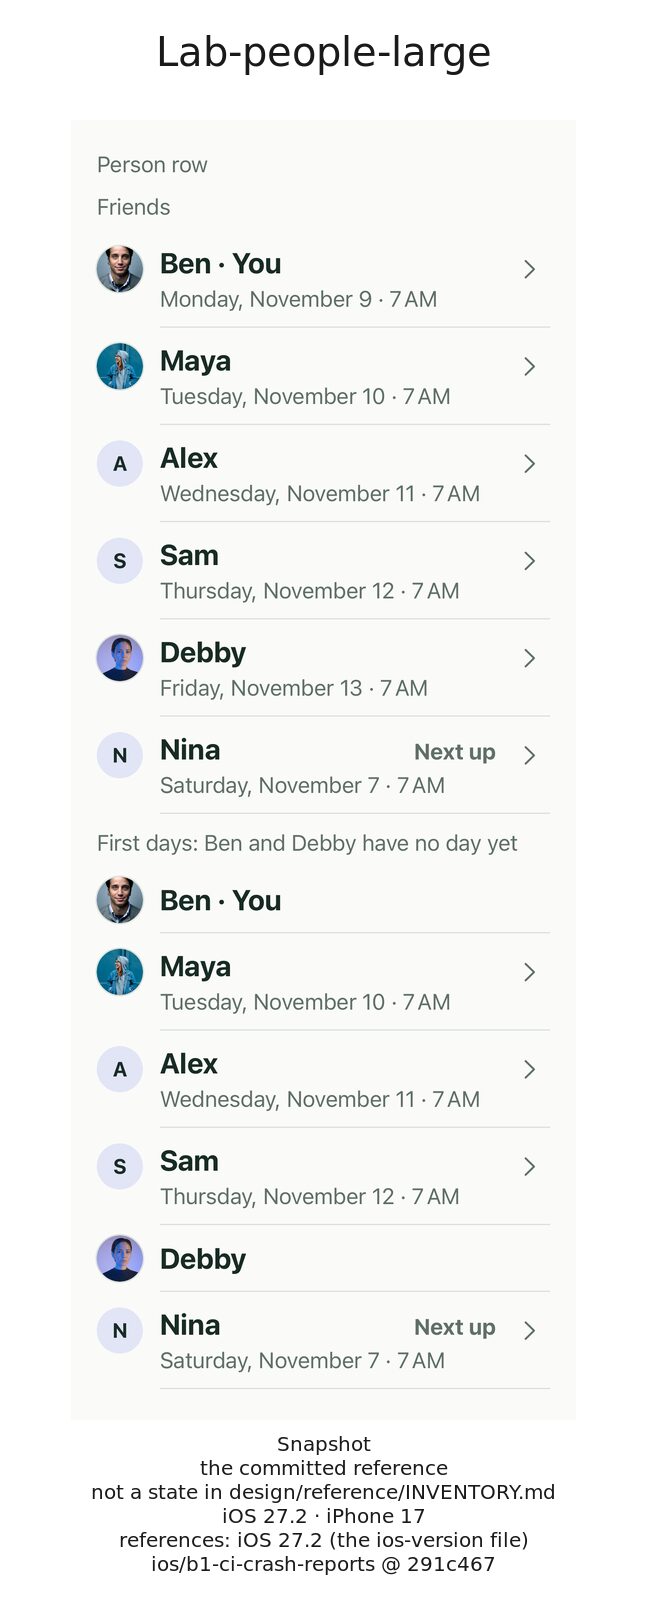 Lab-people-large
Person row
Friends
Ben · You
Monday, November 9 · 7 AM
Maya
Tuesday, November 10 · 7 AM
A
Alex
Wednesday, November 11 · 7 AM
S
Sam
Thursday, November 12 · 7 AM
Debby
Friday, November 13 · 7 AM
N
Nina
Next up
Saturday, November 7 · 7 AM
First days: Ben and Debby have no day yet
Ben · You
Maya
Tuesday, November 10 · 7 AM
A
Alex
Wednesday, November 11 · 7 AM
S
Sam
Thursday, November 12 · 7 AM
Debby
N
Nina
Next up
Saturday, November 7 · 7 AM
Snapshot
the committed reference
not a state in design/reference/INVENTORY.md
iOS 27.2 · iPhone 17
references: iOS 27.2 (the ios-version file)
ios/b1-ci-crash-reports @ 291c467